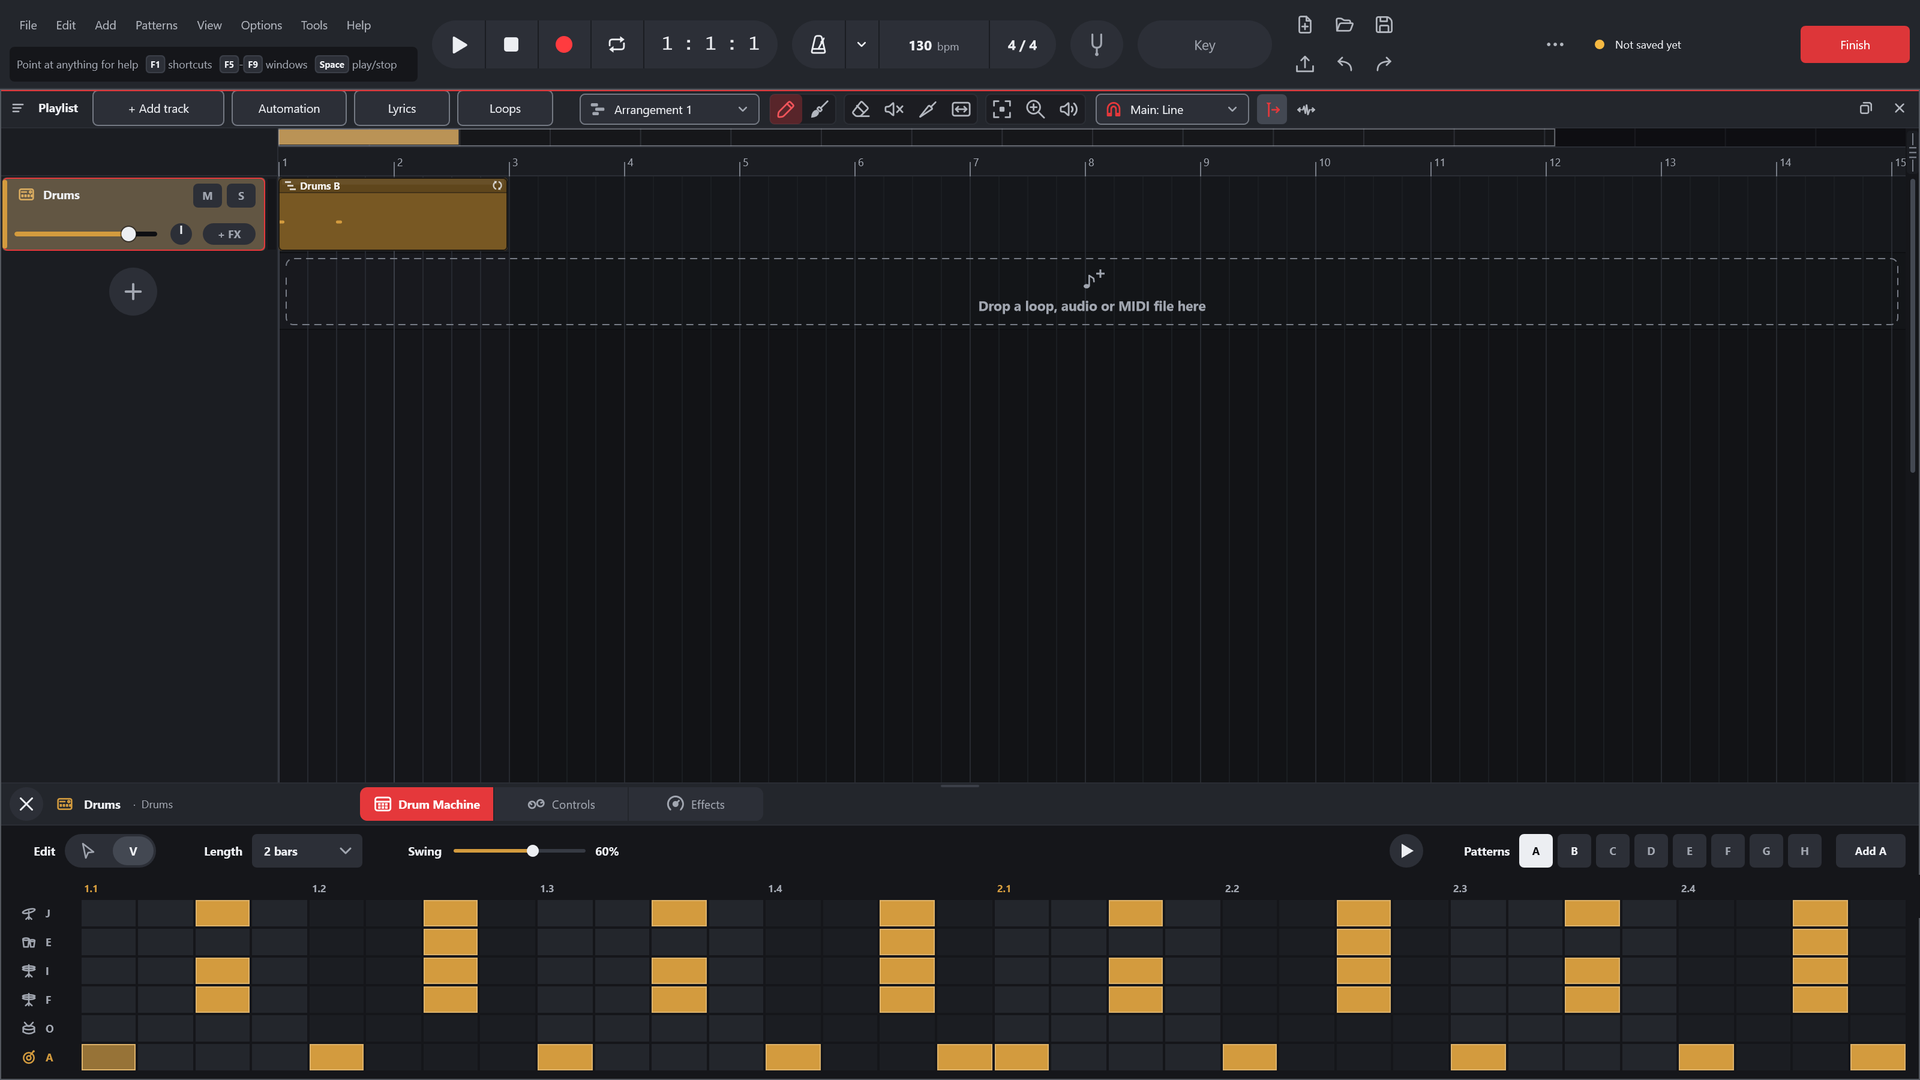 File Edit Add Patterns View Options Tools Help
1 : 1 : 1
130 bpm
4 / 4
Key
Not saved yet
Finish
Point at anything for help F1 shortcuts F5 - F9 windows Space play/stop
Playlist
+ Add track
Automation
Lyrics
Loops
Arrangement 1
Main: Line
1 2 3 4 5 6 7 8 9 10 11 12 13 14 15
Drums M S
+ FX
Drums B
Drop a loop, audio or MIDI file here
Drums · Drums
Drum Machine
Controls
Effects
Edit V
Length 2 bars
Swing 60%
Patterns A B C D E F G H
Add A
1.1 1.2 1.3 1.4 2.1 2.2 2.3 2.4
J
E
I
F
O
A